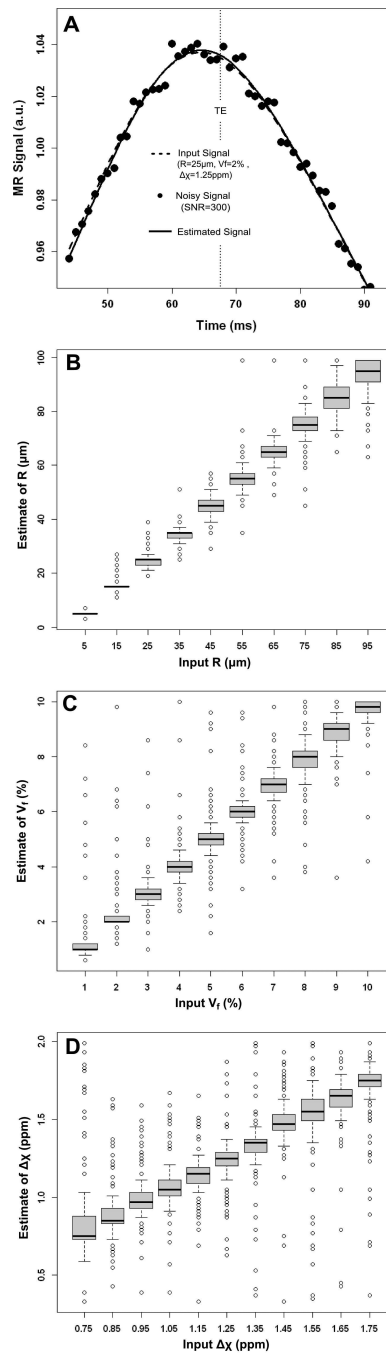 A
MR Signal (a.u.)
1.04
1.02
1.00
0.98
0.96
TE
Input Signal
(R=25µm, Vf=2% ,
Δχ=1.25ppm)
Noisy Signal
(SNR=300)
Estimated Signal
50 60 70 80 90
Time (ms)
B
Estimate of R (µm)
100
80
60
40
20
0
5 15 25 35 45 55 65 75 85 95
Input R (µm)
C
Estimate of Vf (%)
10
8
6
4
2
1 2 3 4 5 6 7 8 9 10
Input Vf (%)
D
Estimate of Δχ (ppm)
2.0
1.5
1.0
0.5
0.75 0.85 0.95 1.05 1.15 1.25 1.35 1.45 1.55 1.65 1.75
Input Δχ (ppm)